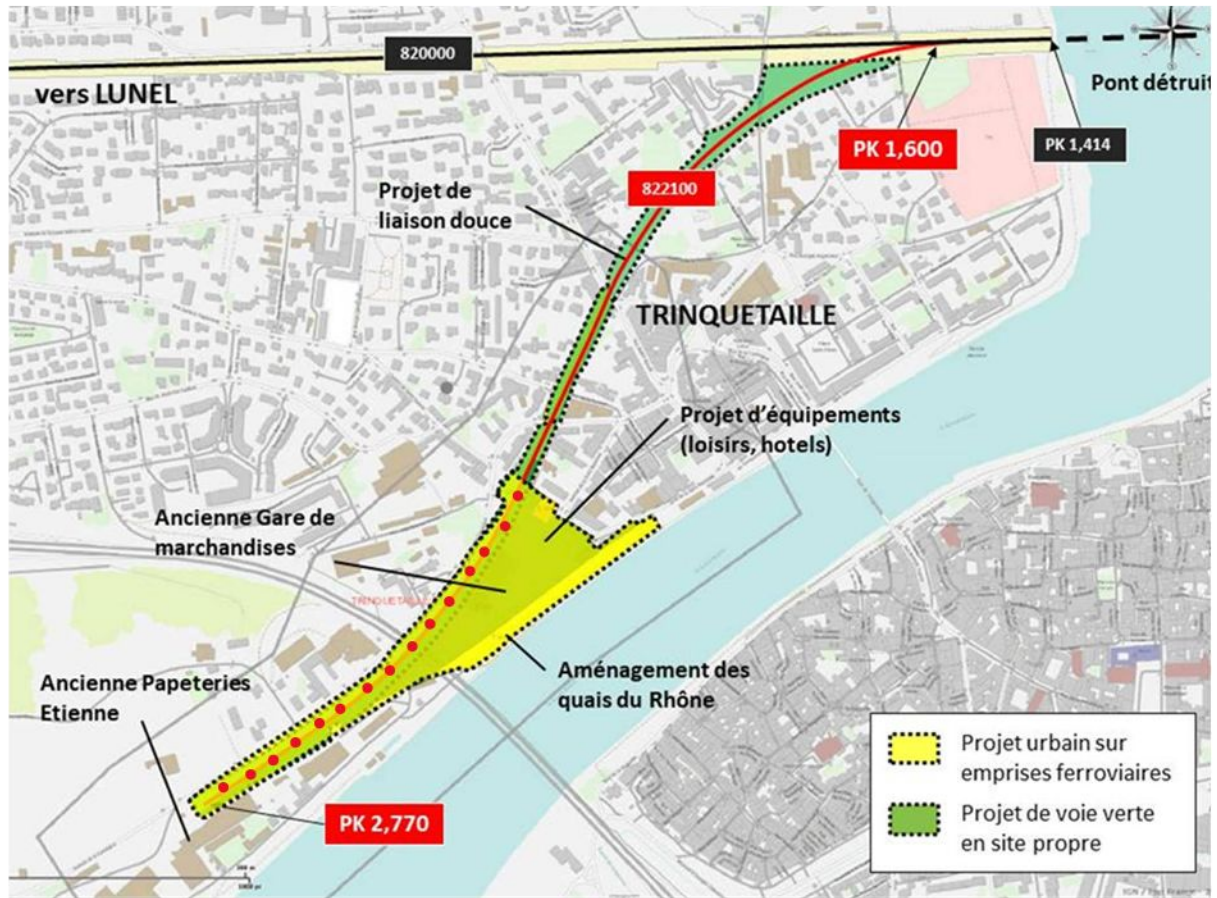 820000
vers LUNEL
Pont détruit
PK 1,600
PK 1,414
822100
Projet de
liaison douce
TRINQUETAILLE
Projet d'équipements
(loisirs, hotels)
Ancienne Gare de
marchandises
TRINQUETAILLE
Aménagement des
quais du Rhône
Ancienne Papeteries
Etienne
PK 2,770
Projet urbain sur
emprises ferroviaires
Projet de voie verte
en site propre